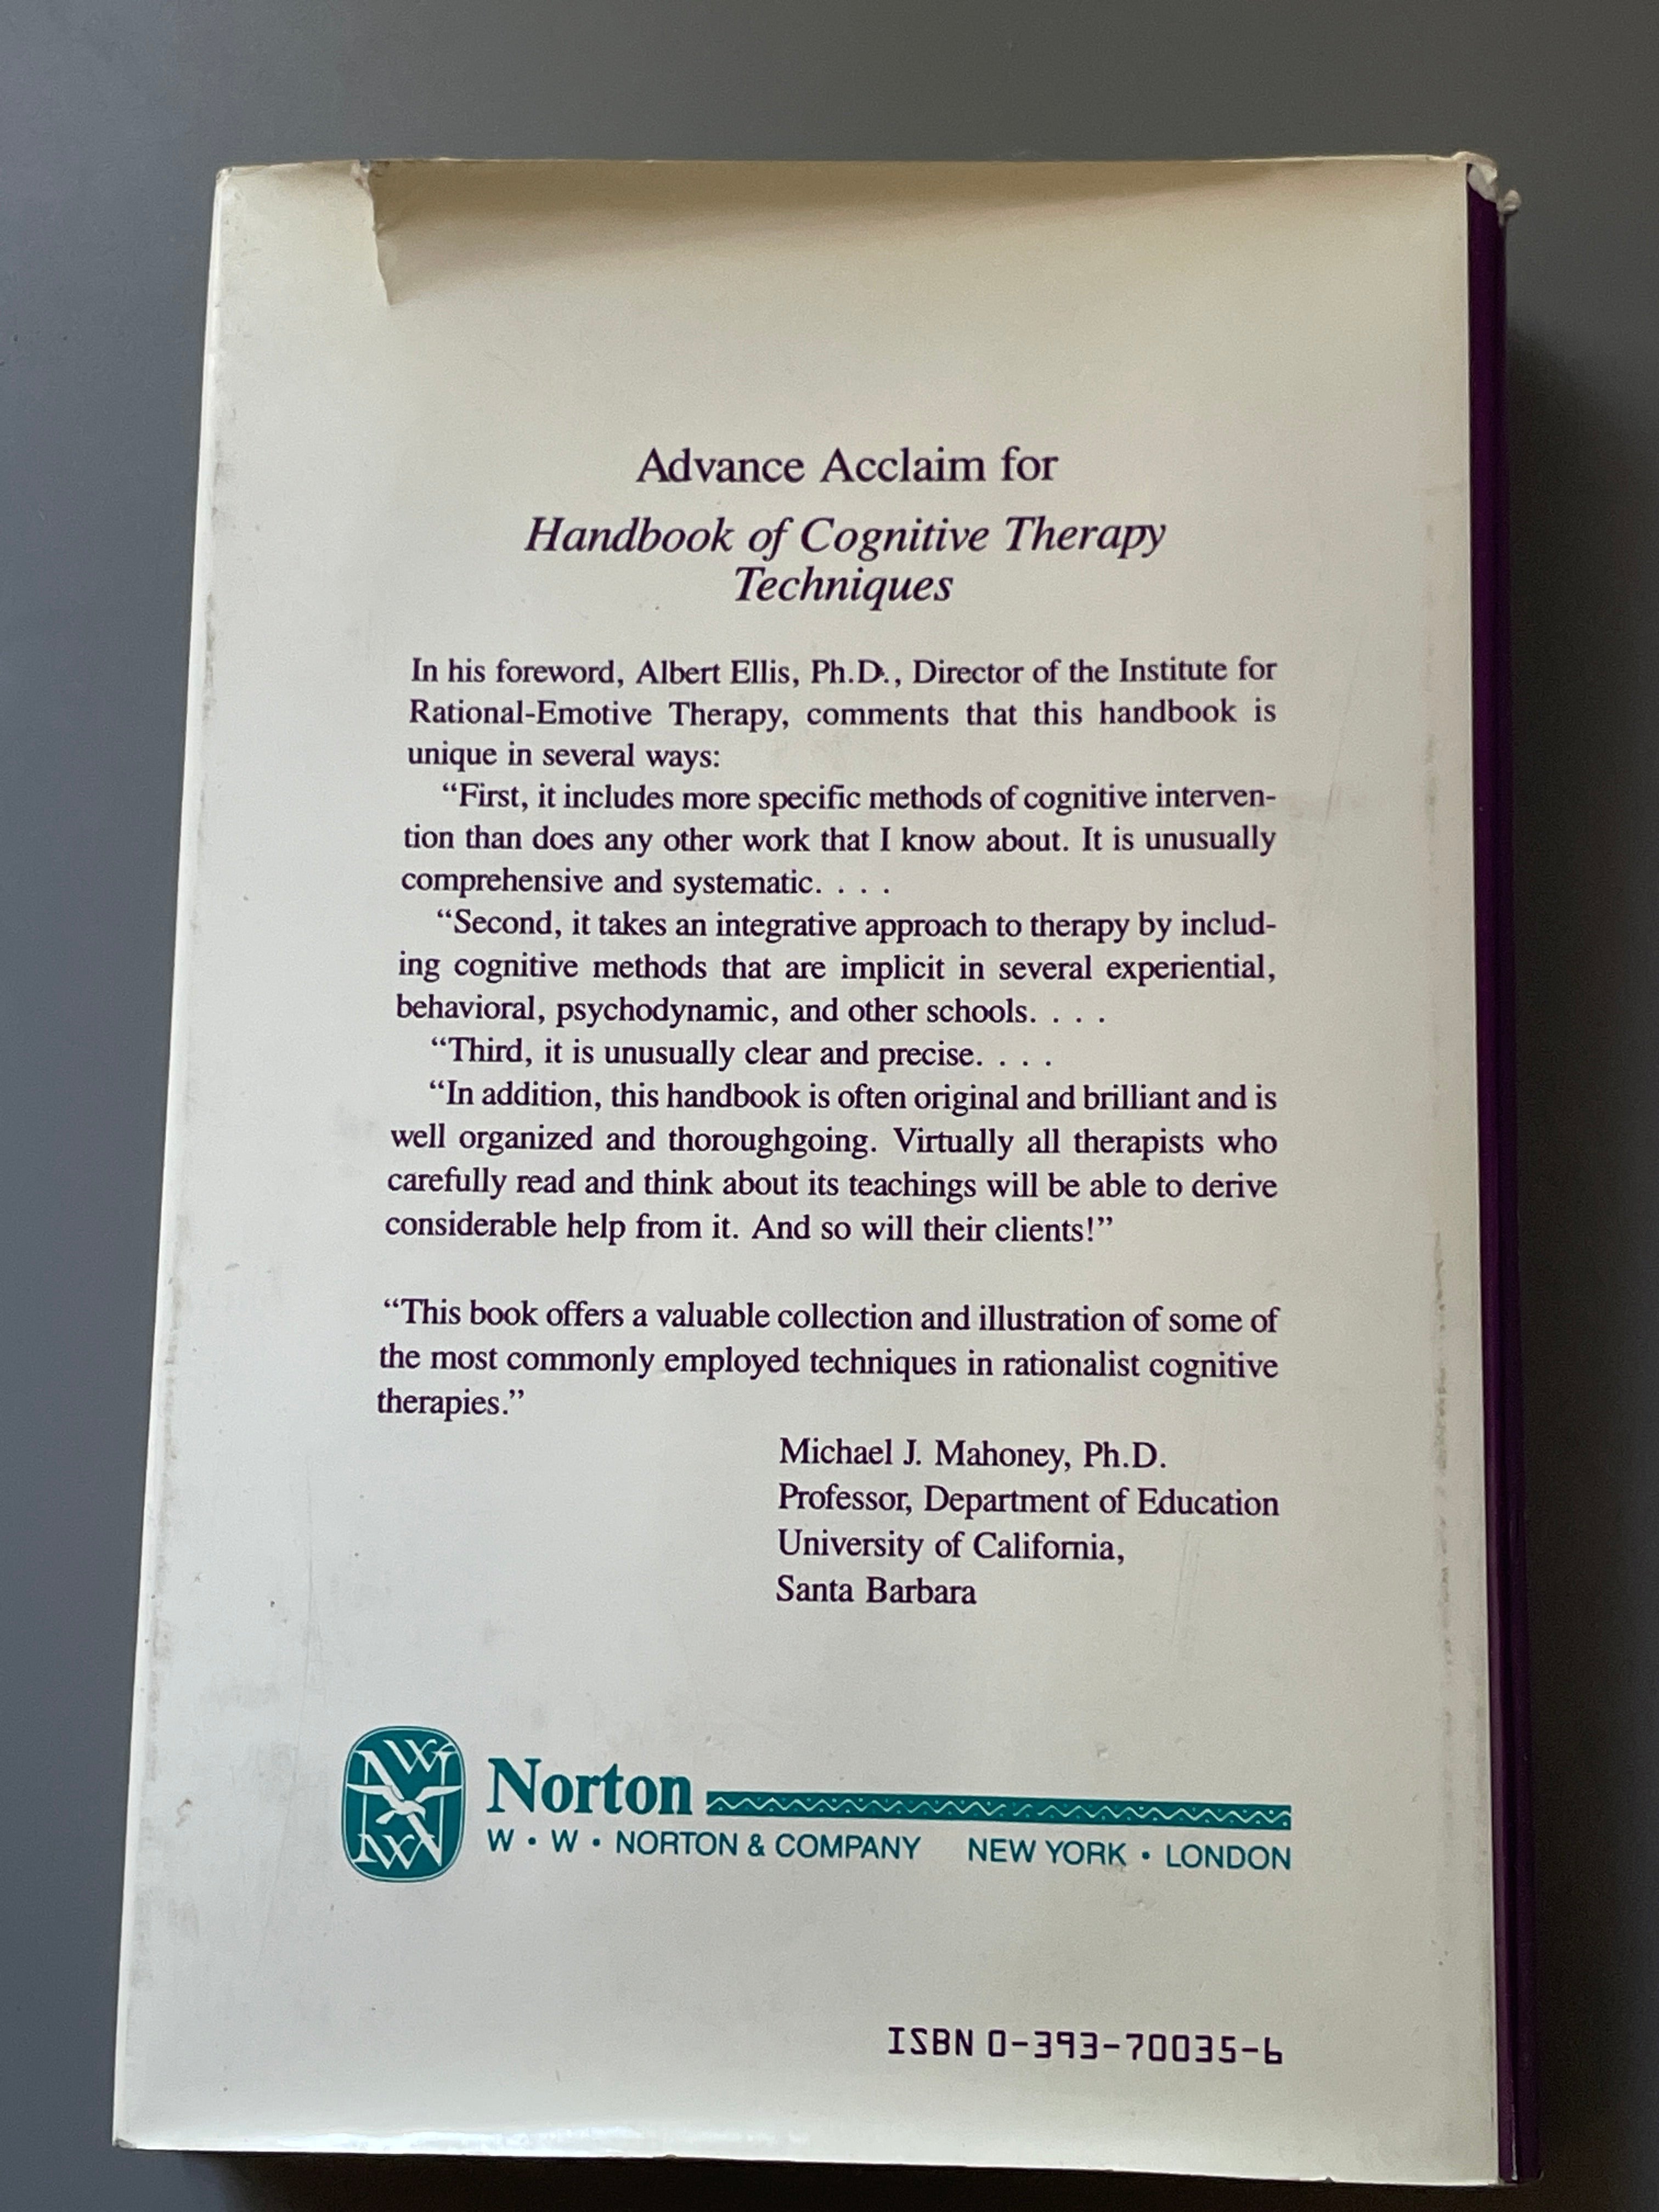 Advance Acclaim for
Handbook of Cognitive Therapy
Techniques
In his foreword, Albert Ellis, Ph.D., Director of the Institute for
Rational-Emotive Therapy, comments that this handbook is
unique in several ways:
“First, it includes more specific methods of cognitive interven-
tion than does any other work that I know about. It is unusually
comprehensive and systematic. . . .
“Second, it takes an integrative approach to therapy by includ-
ing cognitive methods that are implicit in several experiential,
behavioral, psychodynamic, and other schools. . . .
“Third, it is unusually clear and precise. . . .
“In addition, this handbook is often original and brilliant and is
well organized and thoroughgoing. Virtually all therapists who
carefully read and think about its teachings will be able to derive
considerable help from it. And so will their clients!”
“This book offers a valuable collection and illustration of some of
the most commonly employed techniques in rationalist cognitive
therapies.”
Michael J. Mahoney, Ph.D.
Professor, Department of Education
University of California,
Santa Barbara
WW
NWN
Norton
W • W • NORTON & COMPANY NEW YORK • LONDON
ISBN 0-393-70035-6